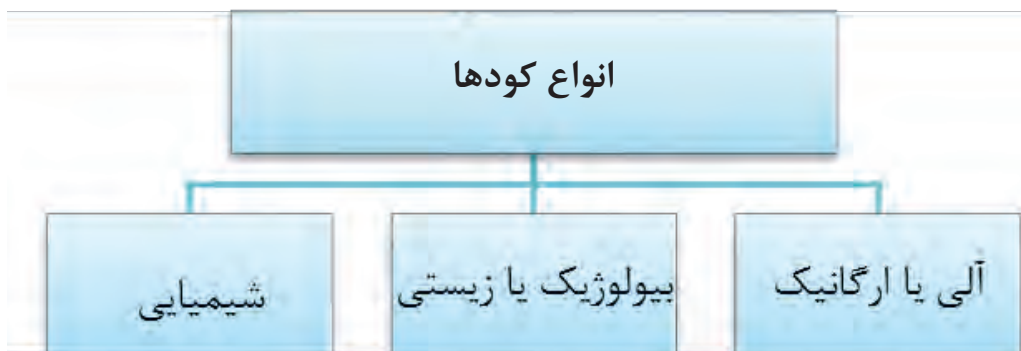 انواع کودها
آلی یا ارگانیک
بیولوژیک یا زیستی
شیمیایی